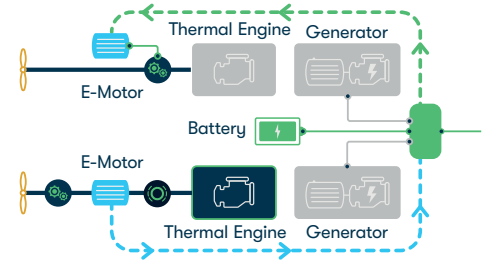 Thermal Engine
Generator
E-Motor
Battery
E-Motor
Thermal Engine
Generator